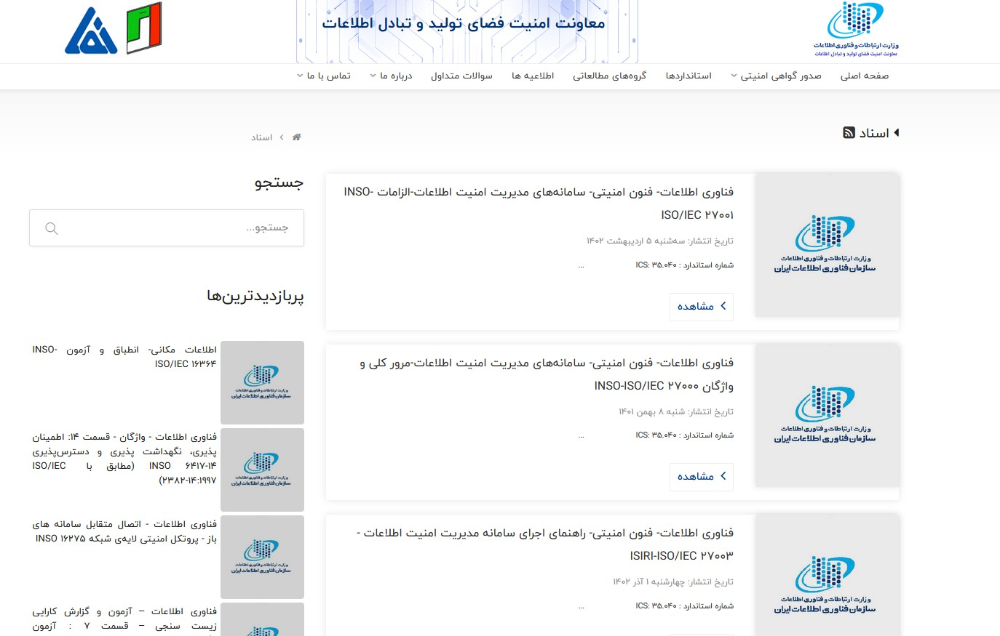 وزارت ارتباطات و فناوری اطلاعات
معاونت امنیت فضای تولید و تبادل اطلاعات
معاونت امنیت فضای تولید و تبادل اطلاعات
صفحه اصلی
صدور گواهی امنیتی
استانداردها
گروه‌های مطالعاتی
اطلاعیه ها
سوالات متداول
درباره ما
تماس با ما
اسناد
اسناد
وزارت ارتباطات و فناوری اطلاعات
سازمان فناوری اطلاعات ایران
فناوری اطلاعات- فنون امنیتی- سامانه‌های مدیریت امنیت اطلاعات-الزامات INSO-
ISO/IEC ۲۷۰۰۱
تاریخ انتشار: سه‌شنبه ۵ اردیبهشت ۱۴۰۲
شماره استاندارد : ICS: ۳۵.۰۴۰ ...
مشاهده
وزارت ارتباطات و فناوری اطلاعات
سازمان فناوری اطلاعات ایران
فناوری اطلاعات- فنون امنیتی- سامانه‌های مدیریت امنیت اطلاعات-مرور کلی و
واژگان INSO-ISO/IEC ۲۷۰۰۰
تاریخ انتشار: شنبه ۸ بهمن ۱۴۰۱
شماره استاندارد : ICS: ۳۵.۰۴۰ ...
مشاهده
وزارت ارتباطات و فناوری اطلاعات
سازمان فناوری اطلاعات ایران
فناوری اطلاعات- فنون امنیتی- راهنمای اجرای سامانه مدیریت امنیت اطلاعات -
ISIRI-ISO/IEC ۲۷۰۰۳
تاریخ انتشار: چهارشنبه ۱ آذر ۱۴۰۲
شماره استاندارد : ICS: ۳۵.۰۴۰ ...
جستجو
جستجو...
پربازدیدترین‌ها
وزارت ارتباطات و فناوری اطلاعات
سازمان فناوری اطلاعات ایران
اطلاعات مکانی- انطباق و آزمون INSO-
ISO/IEC ۱۶۳۶۴
وزارت ارتباطات و فناوری اطلاعات
سازمان فناوری اطلاعات ایران
فناوری اطلاعات - واژگان - قسمت ۱۴: اطمینان
پذیری، نگهداشت پذیری و دسترس‌پذیری
INSO ۶۴۱۷-۱۴ (مطابق با ISO/IEC
۲۳۸۲-۱۴:۱۹۹۷)
وزارت ارتباطات و فناوری اطلاعات
سازمان فناوری اطلاعات ایران
فناوری اطلاعات - اتصال متقابل سامانه های
باز - پروتکل امنیتی لایه‌ی شبکه INSO ۱۶۲۷۵
فناوری اطلاعات – آزمون و گزارش کارایی
زیست سنجی – قسمت ۷ : آزمون